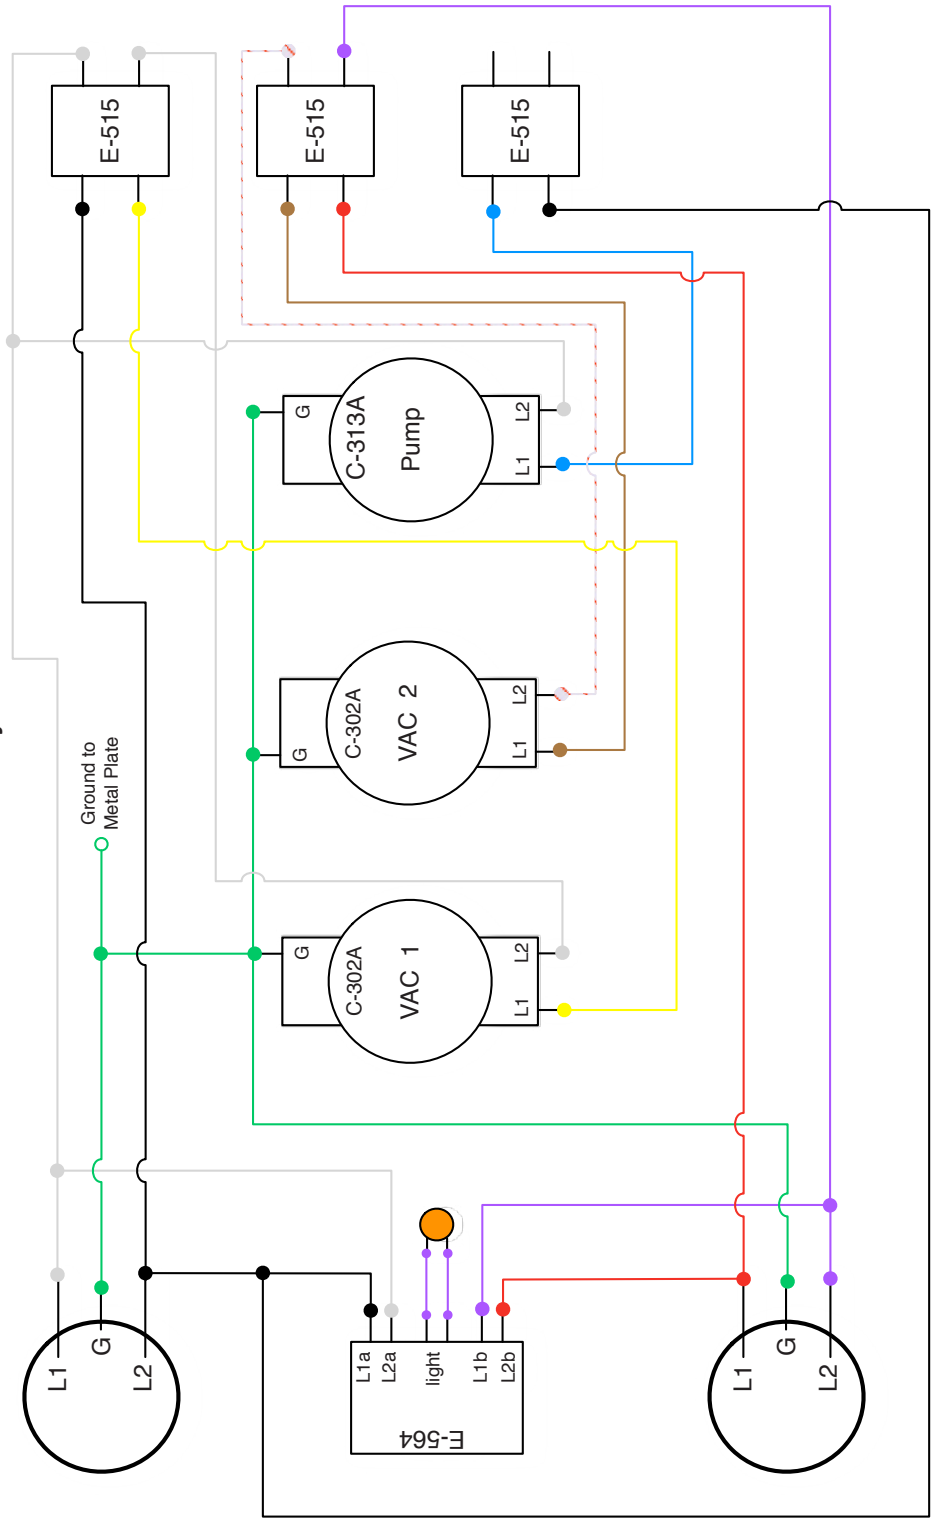 E-515
E-515
E-515
G
C-313A
Pump
L2
L1
Ground to
Metal Plate
G
C-302A
VAC 2
L2
L1
G
C-302A
VAC 1
L2
L1
L1
G
L2
L1a
L2a
light
L1b
L2b
E-564
L1
G
L2